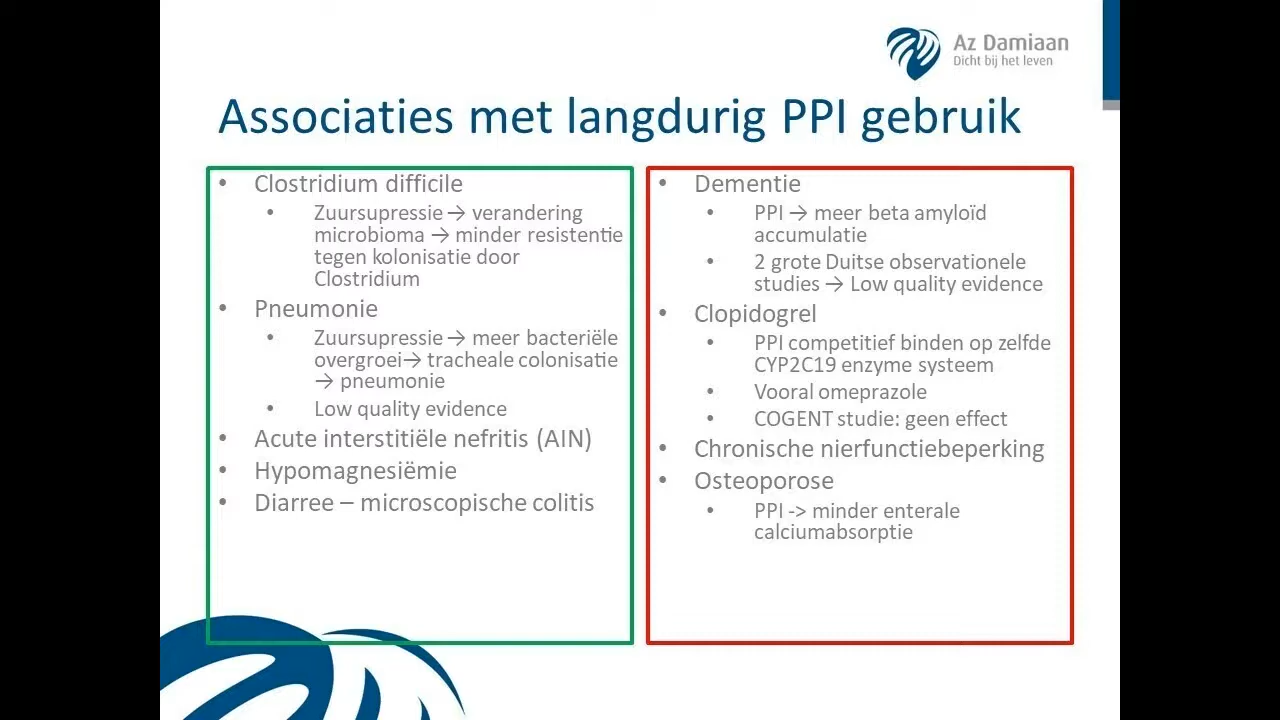 Az Damiaan
Dicht bij het leven
Associaties met langdurig PPI gebruik
• Clostridium difficile
• Zuursupressie → verandering
microbioma → minder resistentie
tegen kolonisatie door
Clostridium
• Pneumonie
• Zuursupressie → meer bacteriële
overgroei→ tracheale colonisatie
→ pneumonie
• Low quality evidence
• Acute interstitiële nefritis (AIN)
• Hypomagnesiëmie
• Diarree – microscopische colitis
• Dementie
• PPI → meer beta amyloïd
accumulatie
• 2 grote Duitse observationele
studies → Low quality evidence
• Clopidogrel
• PPI competitief binden op zelfde
CYP2C19 enzyme systeem
• Vooral omeprazole
• COGENT studie: geen effect
• Chronische nierfunctiebeperking
• Osteoporose
• PPI -> minder enterale
calciumabsorptie